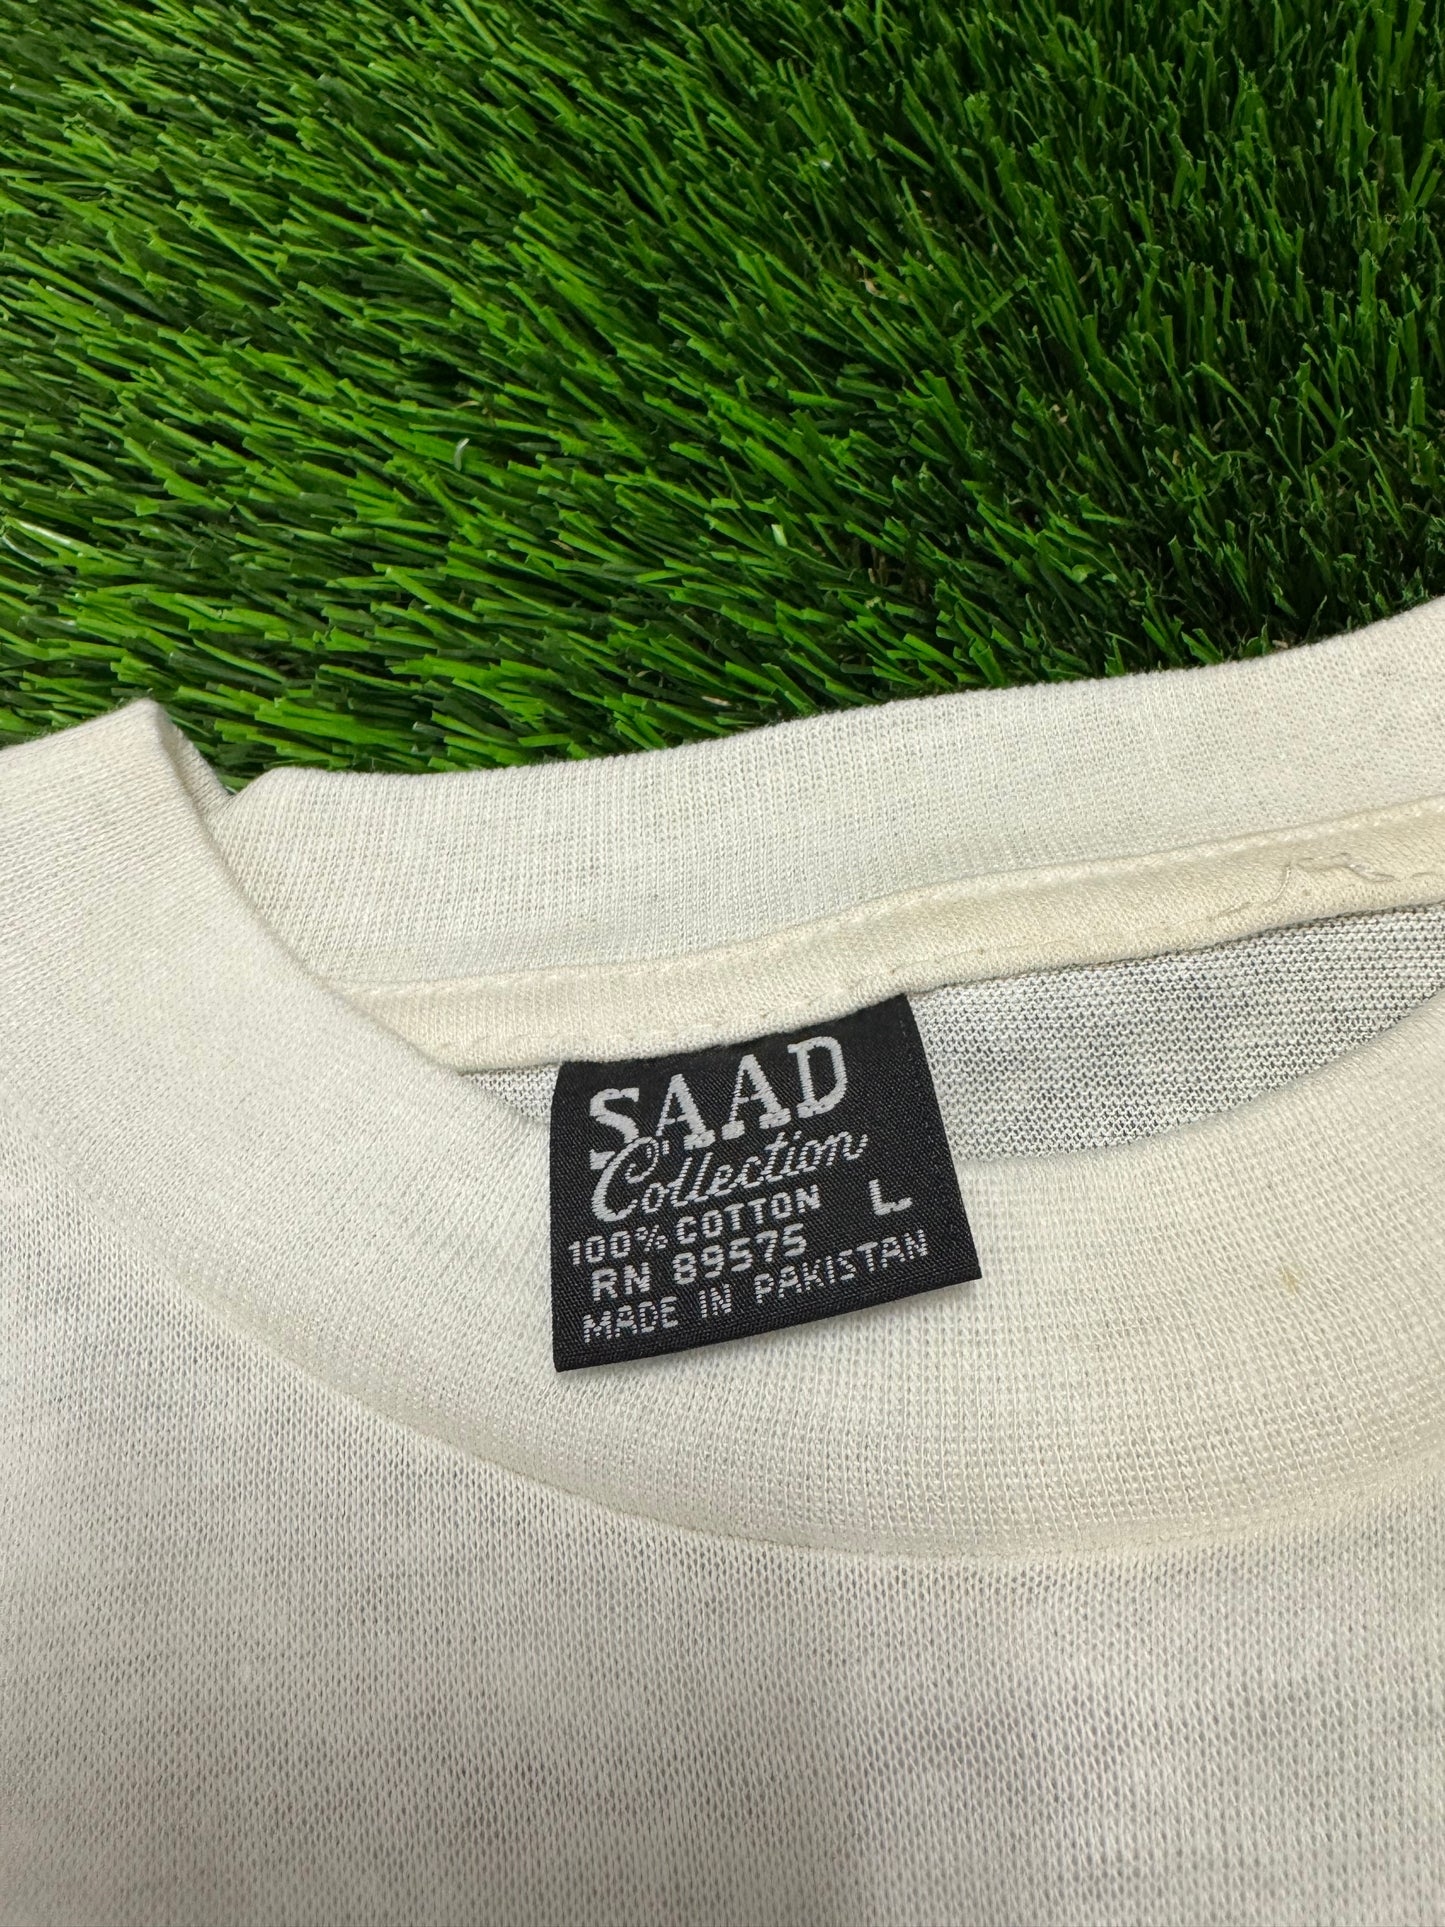 SAAD
Collection
L
100% COTTON
RN 89575
MADE IN PAKISTAN